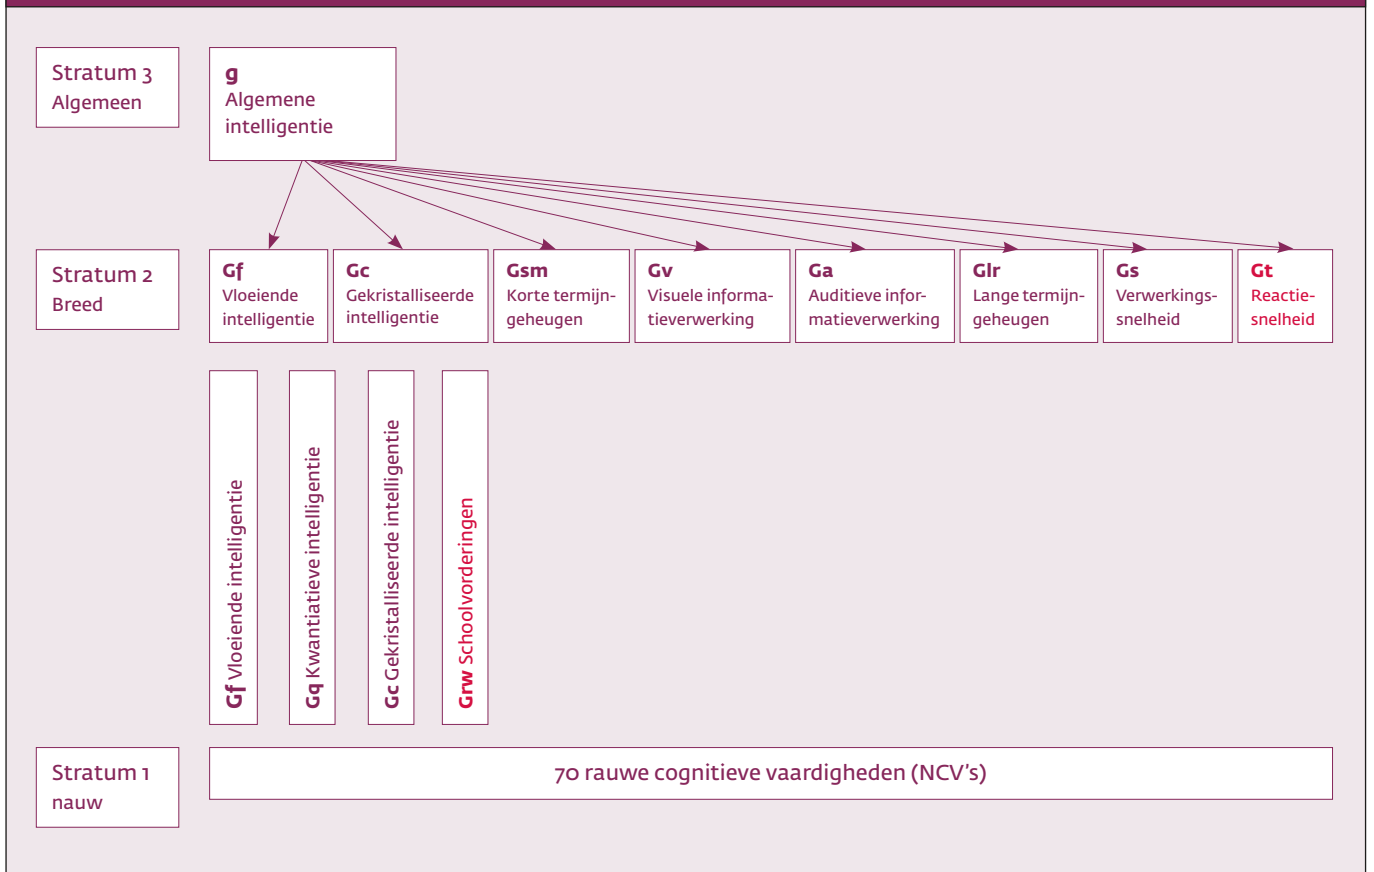 Stratum 3
Algemeen
g
Algemene
intelligentie
Stratum 2
Breed
Gf
Vloeiende
intelligentie
Gc
Gekristalliseerde
intelligentie
Gsm
Korte termijn-
geheugen
Gv
Visuele informa-
tieverwerking
Ga
Auditieve infor-
matieverwerking
Glr
Lange termijn-
geheugen
Gs
Verwerkings-
snelheid
Gt
Reactie-
snelheid
Gf Vloeiende intelligentie
Gq Kwantiatieve intelligentie
Gc Gekristalliseerde intelligentie
Grw Schoolvorderingen
Stratum 1
nauw
70 rauwe cognitieve vaardigheden (NCV's)